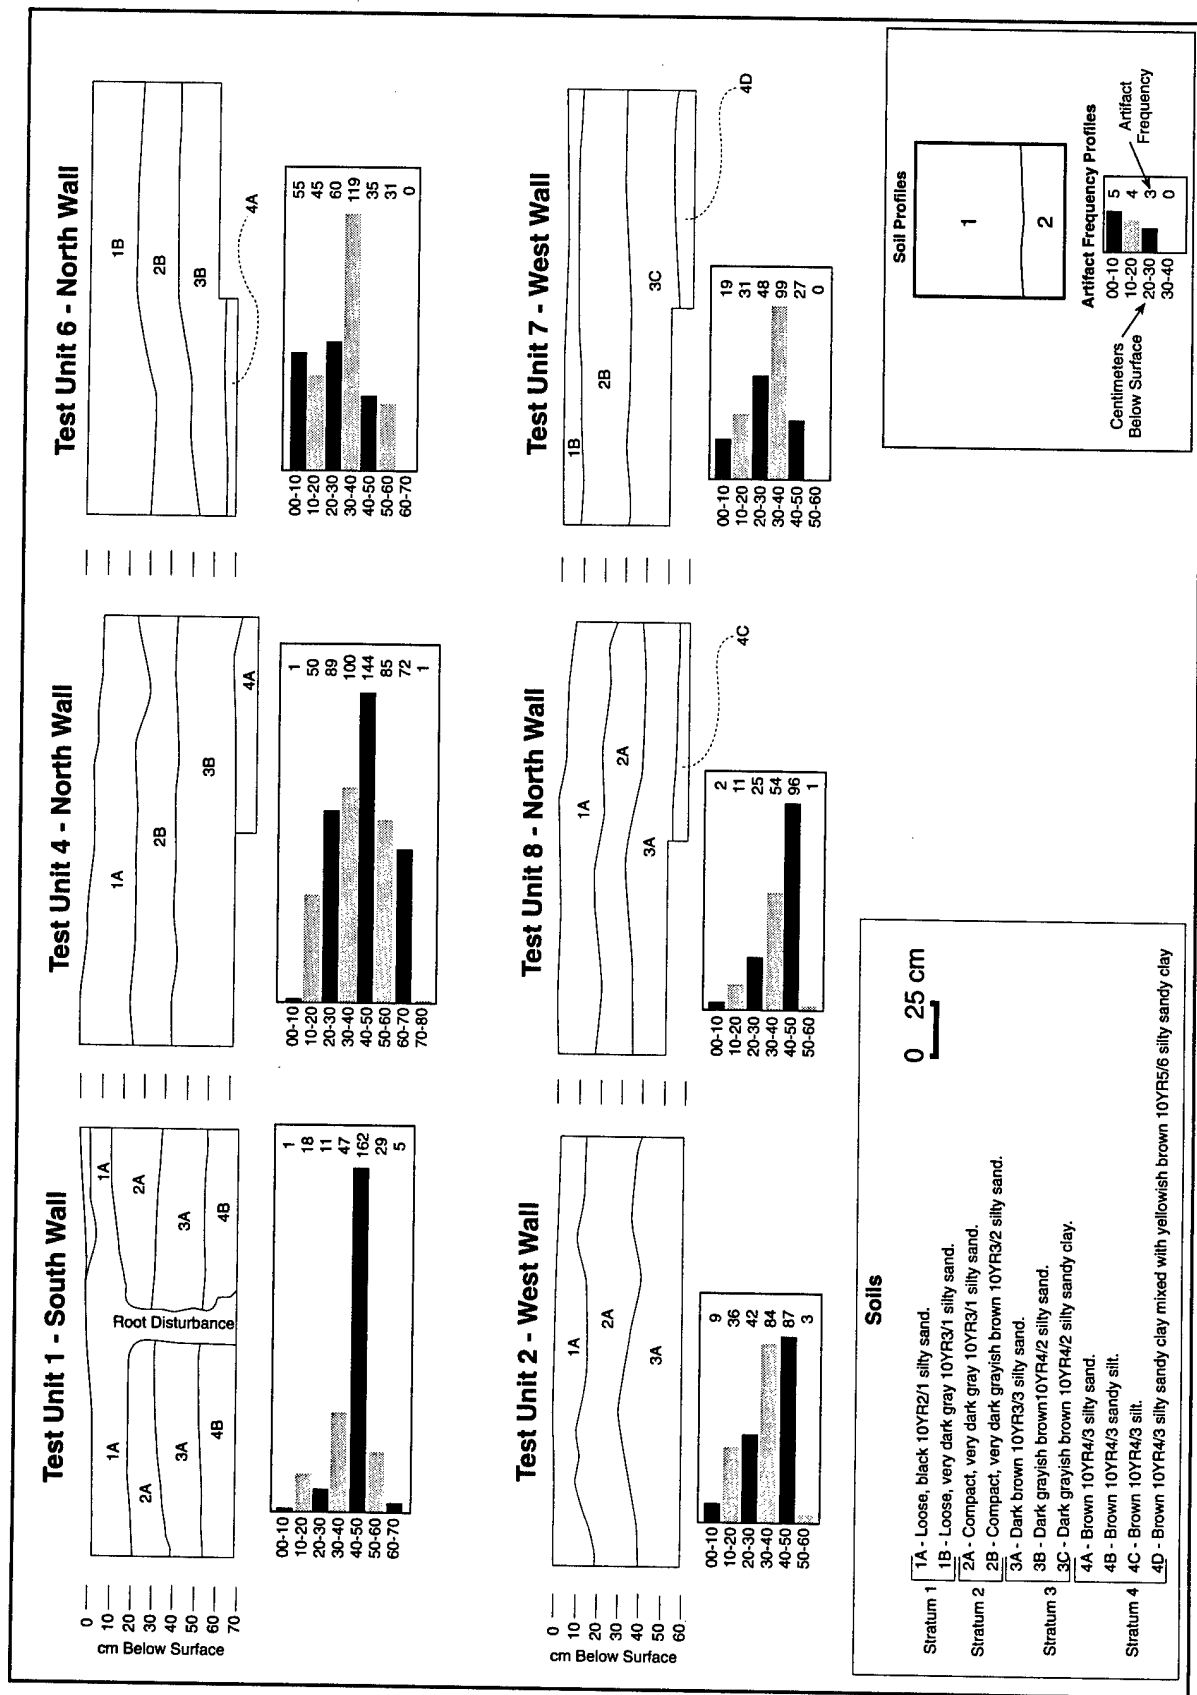 Test Unit 1 - South Wall
0
10
20
30
40
50
60
70
cm Below Surface
1A
2A
3A
4B
Root Disturbance
1A
2A
3A
4B
00-10 1
10-20 18
20-30 11
30-40 47
40-50 162
50-60 29
60-70 5
Test Unit 4 - North Wall
1A
2B
3B
4A
00-10 1
10-20 50
20-30 89
30-40 100
40-50 144
50-60 85
60-70 72
70-80 1
Test Unit 6 - North Wall
1B
2B
3B
4A
00-10 55
10-20 45
20-30 60
30-40 119
40-50 35
50-60 31
60-70 0
Test Unit 2 - West Wall
0
10
20
30
40
50
60
cm Below Surface
1A
2A
3A
00-10 9
10-20 36
20-30 42
30-40 84
40-50 87
50-60 3
Test Unit 8 - North Wall
1A
2A
3A
4C
00-10 2
10-20 11
20-30 25
30-40 54
40-50 96
50-60 1
Test Unit 7 - West Wall
1B
2B
3C
4D
00-10 19
10-20 31
20-30 48
30-40 99
40-50 27
50-60 0
Soils
Stratum 1
1A - Loose, black 10YR2/1 silty sand.
1B - Loose, very dark gray 10YR3/1 silty sand.
Stratum 2
2A - Compact, very dark gray 10YR3/1 silty sand.
2B - Compact, very dark grayish brown 10YR3/2 silty sand.
Stratum 3
3A - Dark brown 10YR3/3 silty sand.
3B - Dark grayish brown10YR4/2 silty sand.
3C - Dark grayish brown 10YR4/2 silty sandy clay.
Stratum 4
4A - Brown 10YR4/3 silty sand.
4B - Brown 10YR4/3 sandy silt.
4C - Brown 10YR4/3 silt.
4D - Brown 10YR4/3 silty sandy clay mixed with yellowish brown 10YR5/6 silty sandy clay
0 25 cm
Soil Profiles
1
2
Artifact Frequency Profiles
00-10 5
10-20 4
20-30 3
30-40 0
Centimeters
Below Surface
Artifact
Frequency